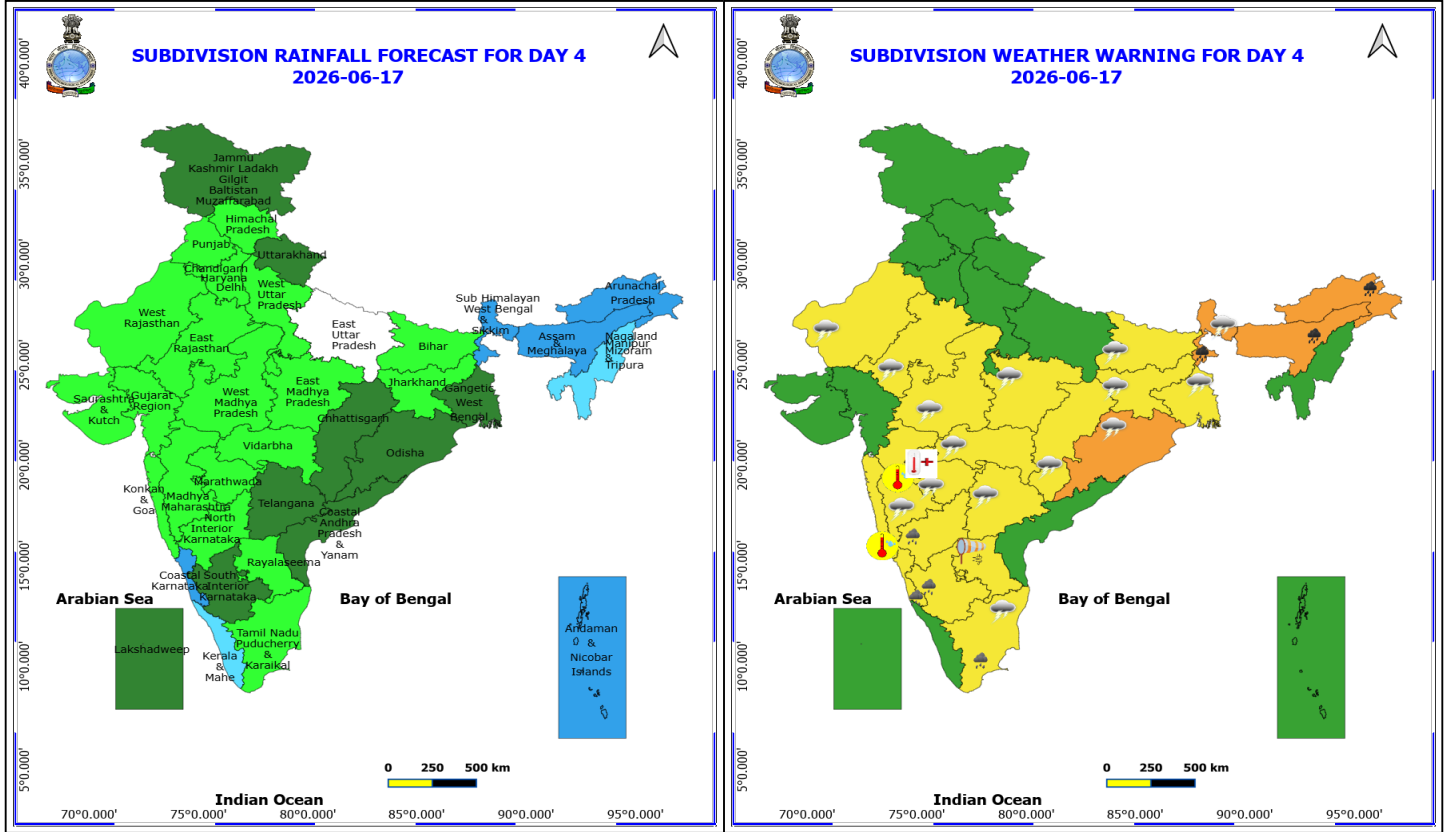 SUBDIVISION RAINFALL FORECAST FOR DAY 4
2026-06-17
40°0.000'
35°0.000'
30°0.000'
25°0.000'
20°0.000'
15°0.000'
10°0.000'
5°0.000'
Jammu
Kashmir Ladakh
Gilgit
Baltistan
Muzaffarabad
Himachal
Pradesh
Punjab
Uttarakhand
Chandigarh
Haryana
Delhi
West
Uttar
Pradesh
West
Rajasthan
East
Rajasthan
East
Uttar
Pradesh
Bihar
Sub Himalayan
West Bengal
&
Sikkim
Arunachal
Pradesh
Assam
&
Meghalaya
Nagaland
Manipur
Mizoram
&
Tripura
Saurashtra
&
Kutch
Gujarat
Region
West
Madhya
Pradesh
East
Madhya
Pradesh
Jharkhand
Gangetic
West
Bengal
Chhattisgarh
Odisha
Vidarbha
Konkan
&
Goa
Madhya
Maharashtra
Marathwada
Telangana
North
Interior
Karnataka
Coastal
Andhra
Pradesh
&
Yanam
Rayalaseema
Coastal
Karnataka
South
Interior
Karnataka
Tamil Nadu
Puducherry
&
Karaikal
Kerala
&
Mahe
Lakshadweep
Andaman
&
Nicobar
Islands
Arabian Sea
Bay of Bengal
Indian Ocean
0 250 500 km
70°0.000' 75°0.000' 80°0.000' 85°0.000' 90°0.000' 95°0.000'
SUBDIVISION WEATHER WARNING FOR DAY 4
2026-06-17
40°0.000'
35°0.000'
30°0.000'
25°0.000'
20°0.000'
15°0.000'
10°0.000'
5°0.000'
Arabian Sea
Bay of Bengal
Indian Ocean
0 250 500 km
70°0.000' 75°0.000' 80°0.000' 85°0.000' 90°0.000' 95°0.000'